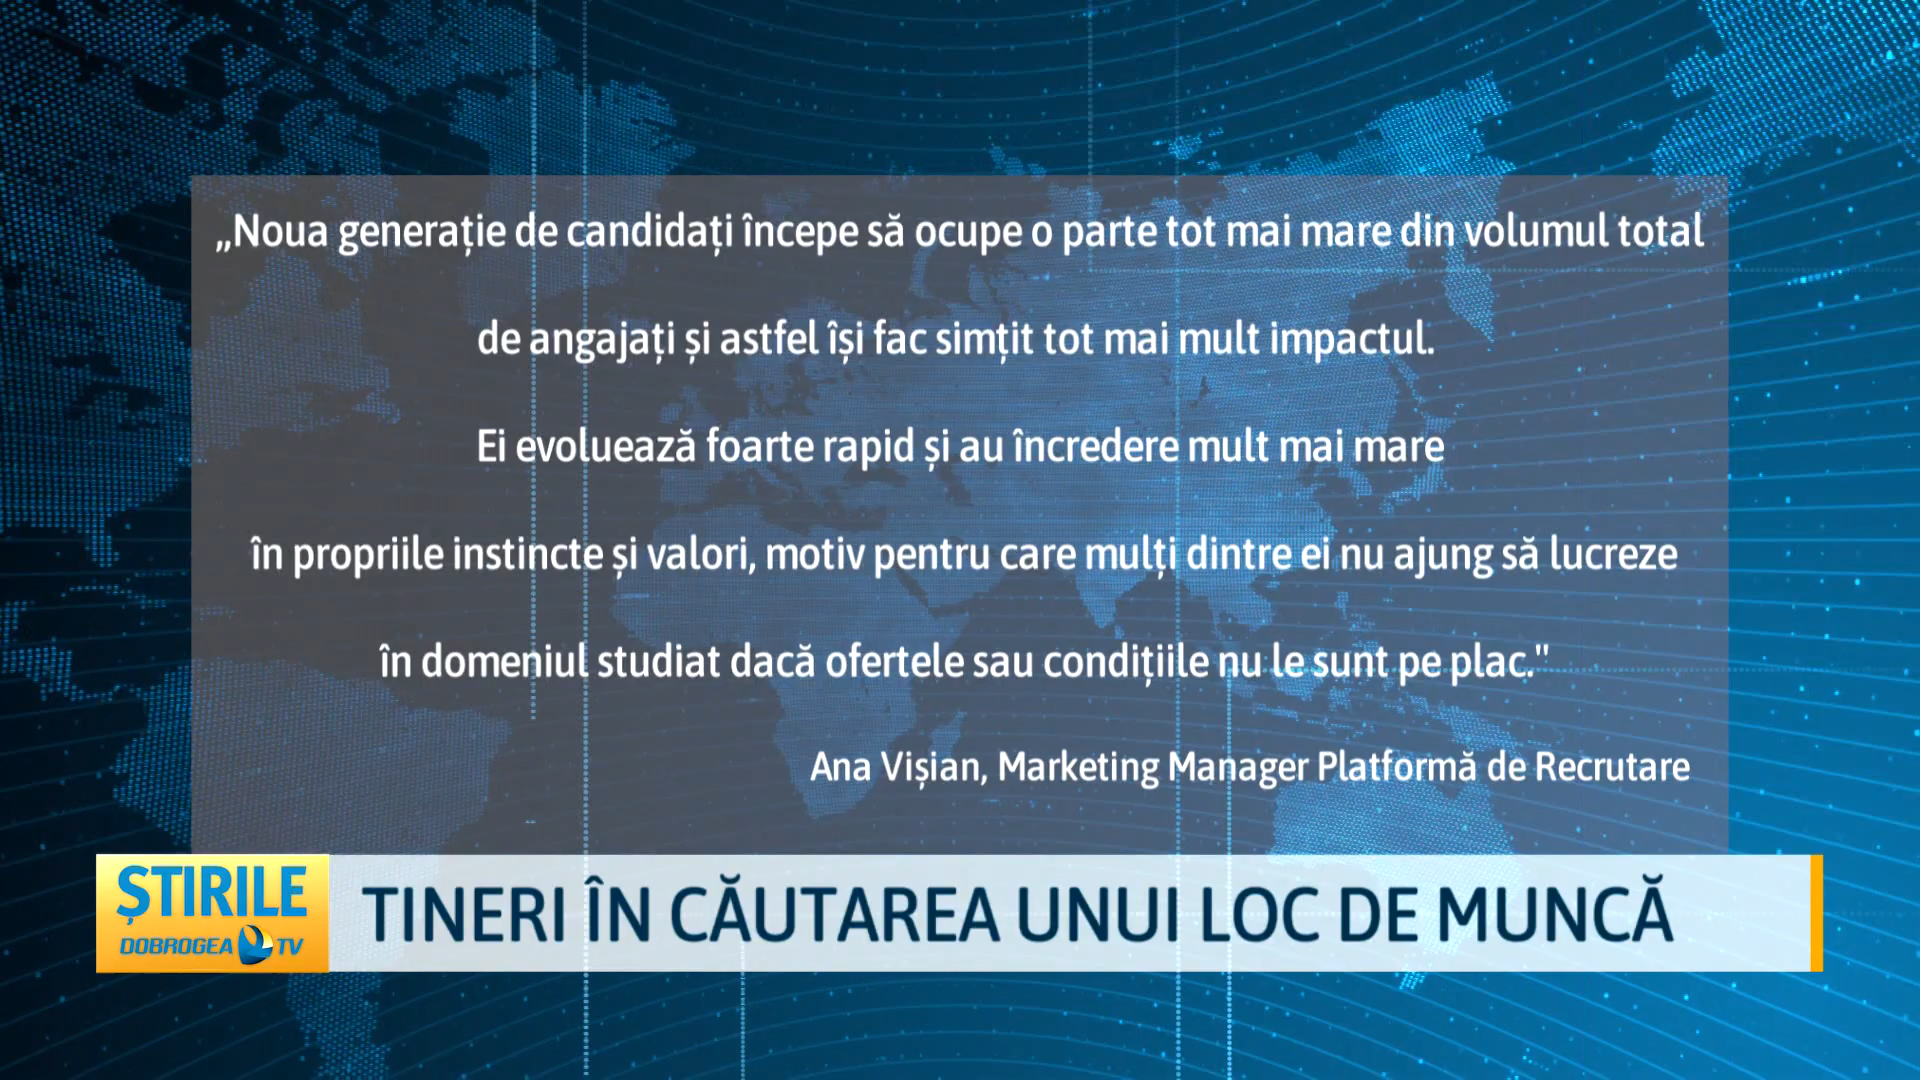 „Noua generație de candidați începe să ocupe o parte tot mai mare din volumul total
de angajați și astfel își fac simțit tot mai mult impactul.
Ei evoluează foarte rapid și au încredere mult mai mare
în propriile instincte și valori, motiv pentru care mulți dintre ei nu ajung să lucreze
în domeniul studiat dacă ofertele sau condițiile nu le sunt pe plac."
Ana Vișian, Marketing Manager Platformă de Recrutare
ȘTIRILE
DOBROGEA TV
TINERI ÎN CĂUTAREA UNUI LOC DE MUNCĂ